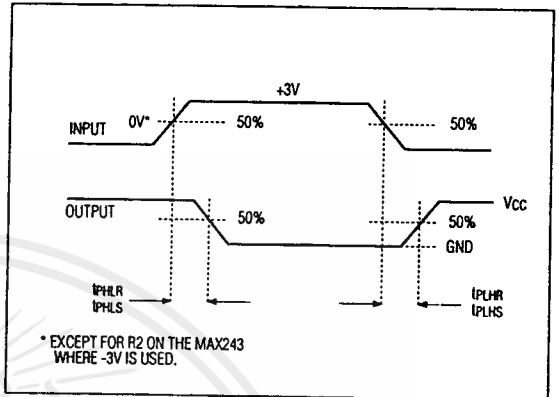 +3V
0V*
50%
50%
INPUT
OUTPUT
VCC
50%
50%
GND
tPHLR
tPHLS
tPLHR
tPLHS
* EXCEPT FOR R2 ON THE MAX243
WHERE -3V IS USED.